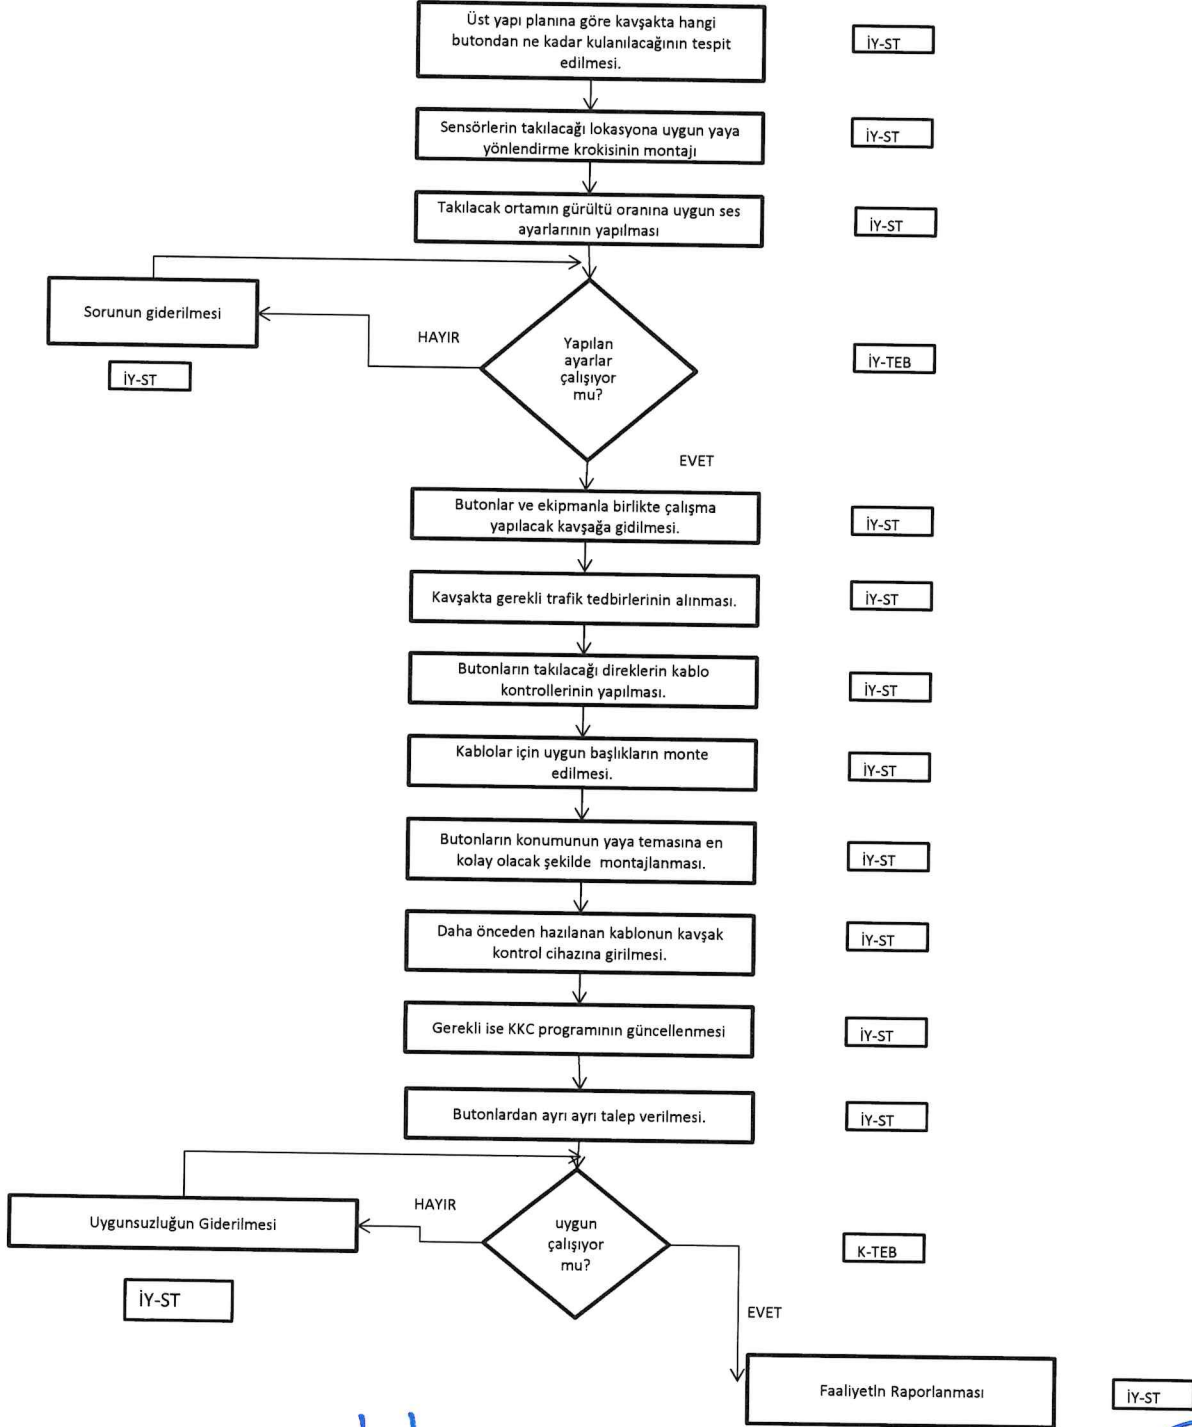 Üst yapı planına göre kavşakta hangi
butondan ne kadar kulanılacağının tespit
edilmesi.
İY-ST
Sensörlerin takılacağı lokasyona uygun yaya
yönlendirme krokisinin montajı
İY-ST
Takılacak ortamın gürültü oranına uygun ses
ayarlarının yapılması
İY-ST
Sorunun giderilmesi
İY-ST
HAYIR
Yapılan
ayarlar
çalışıyor
mu?
İY-TEB
EVET
Butonlar ve ekipmanla birlikte çalışma
yapılacak kavşağa gidilmesi.
İY-ST
Kavşakta gerekli trafik tedbirlerinin alınması.
İY-ST
Butonların takılacağı direklerin kablo
kontrollerinin yapılması.
İY-ST
Kablolar için uygun başlıkların monte
edilmesi.
İY-ST
Butonların konumunun yaya temasına en
kolay olacak şekilde montajlanması.
İY-ST
Daha önceden hazılanan kablonun kavşak
kontrol cihazına girilmesi.
İY-ST
Gerekli ise KKC programının güncellenmesi
İY-ST
Butonlardan ayrı ayrı talep verilmesi.
İY-ST
HAYIR
Uygunsuzluğun Giderilmesi
İY-ST
uygun
çalışıyor
mu?
K-TEB
EVET
Faaliyetln Raporlanması
İY-ST